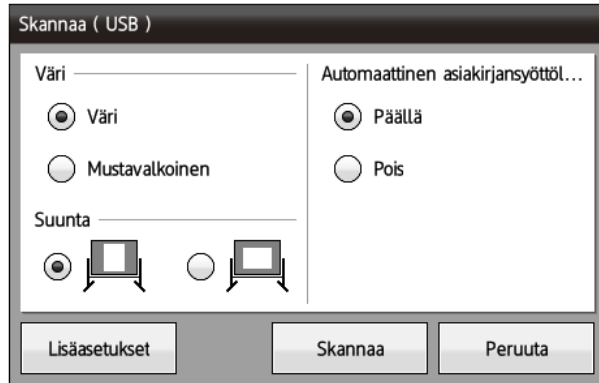 Skannaa ( USB )
Väri
Väri
Mustavalkoinen
Suunta
Automaattinen asiakirjansyöttöl...
Päällä
Pois
Lisäasetukset
Skannaa
Peruuta